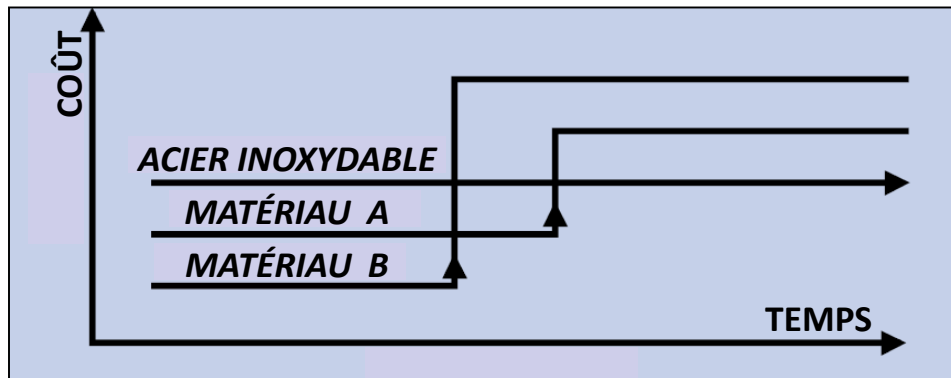 COÛT
ACIER INOXYDABLE
MATÉRIAU A
MATÉRIAU B
TEMPS